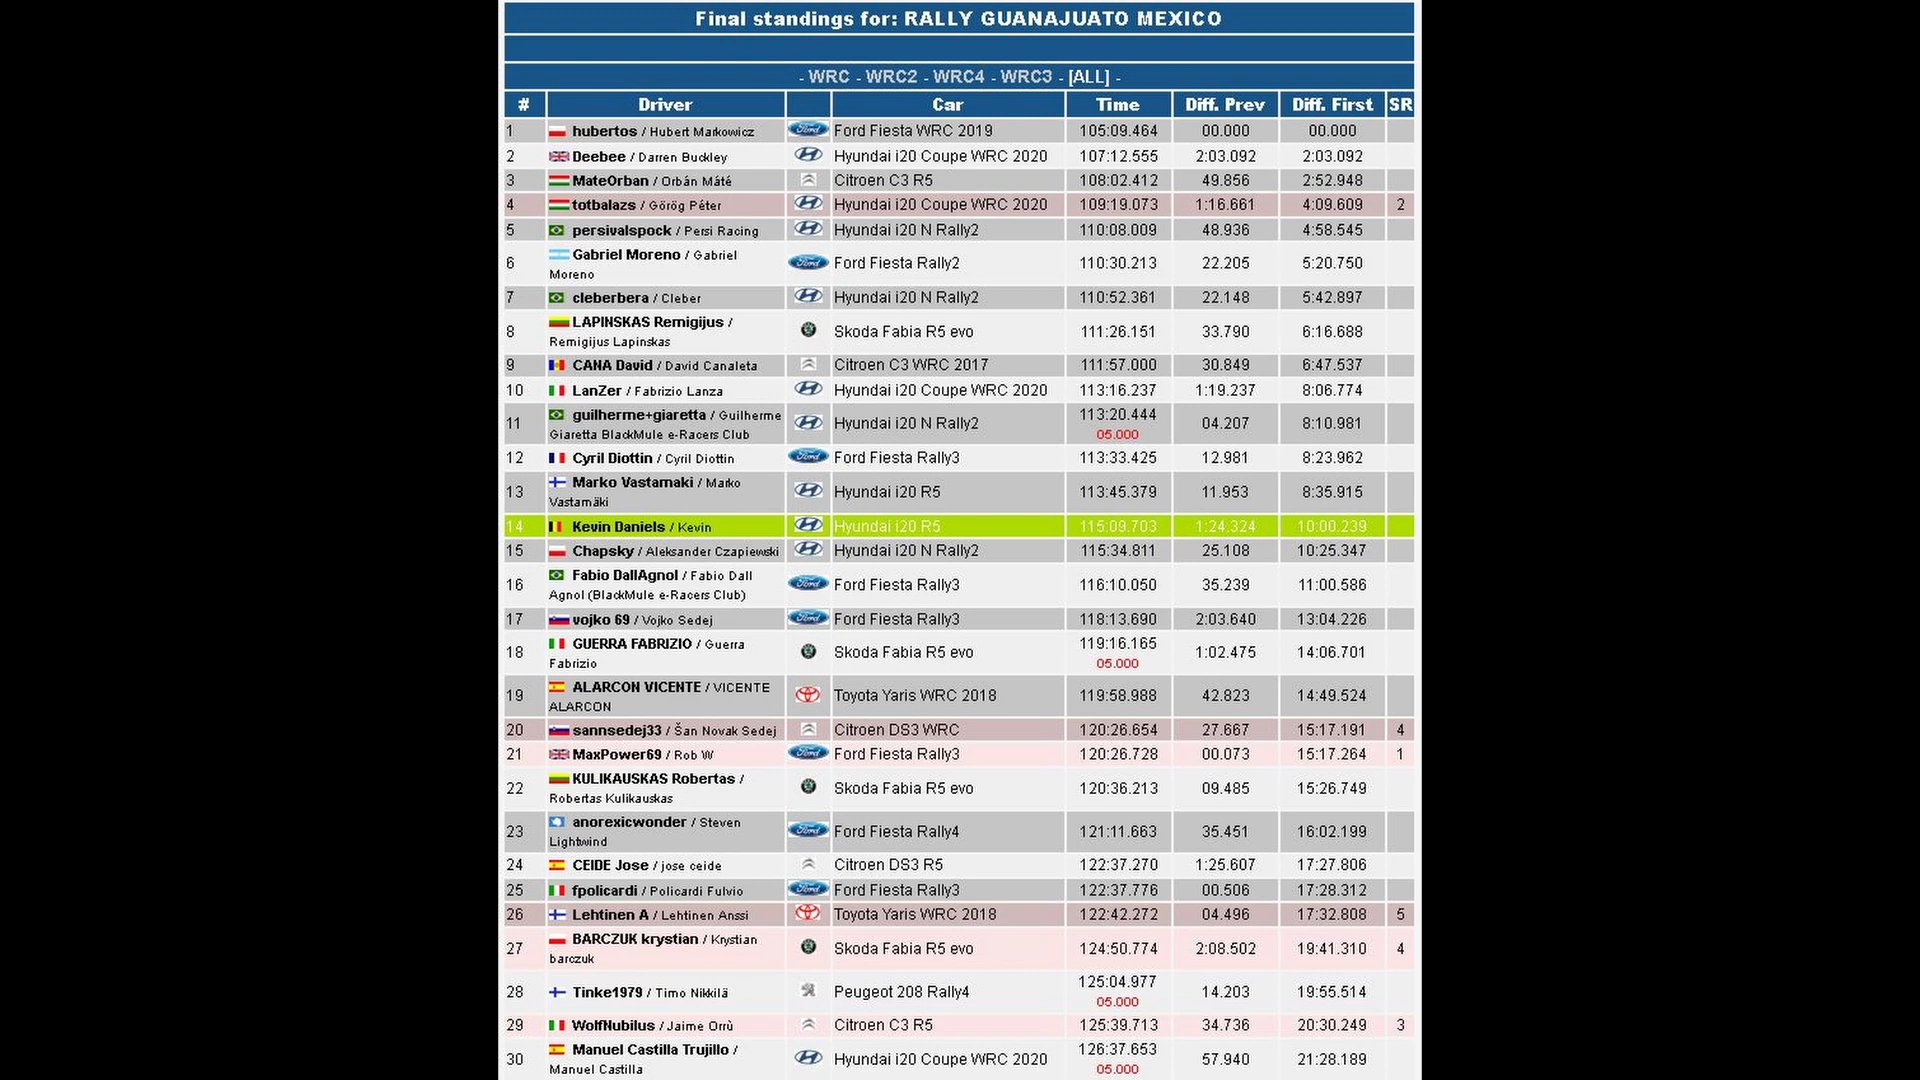 Final standings for: RALLY GUANAJUATO MEXICO
- WRC - WRC2 - WRC4 - WRC3 - [ALL] -
# Driver Car Time Diff. Prev Diff. First SR
1 hubertos / Hubert Markowicz Ford Ford Fiesta WRC 2019 105:09.464 00.000 00.000
2 Deebee / Darren Buckley Hyundai i20 Coupe WRC 2020 107:12.555 2:03.092 2:03.092
3 MateOrban / Orbán Máté Citroen C3 R5 108:02.412 49.856 2:52.948
4 totbalazs / Görög Péter Hyundai i20 Coupe WRC 2020 109:19.073 1:16.661 4:09.609 2
5 persivalspock / Persi Racing Hyundai i20 N Rally2 110:08.009 48.936 4:58.545
6 Gabriel Moreno / Gabriel Moreno Ford Ford Fiesta Rally2 110:30.213 22.205 5:20.750
7 cleberbera / Cleber Hyundai i20 N Rally2 110:52.361 22.148 5:42.897
8 LAPINSKAS Remigijus / Remigijus Lapinskas Skoda Fabia R5 evo 111:26.151 33.790 6:16.688
9 CANA David / David Canaleta Citroen C3 WRC 2017 111:57.000 30.849 6:47.537
10 LanZer / Fabrizio Lanza Hyundai i20 Coupe WRC 2020 113:16.237 1:19.237 8:06.774
11 guilherme+giaretta / Guilherme Giaretta BlackMule e-Racers Club Hyundai i20 N Rally2 113:20.444 05.000 04.207 8:10.981
12 Cyril Diottin / Cyril Diottin Ford Ford Fiesta Rally3 113:33.425 12.981 8:23.962
13 Marko Vastamaki / Marko Vastamäki Hyundai i20 R5 113:45.379 11.953 8:35.915
14 Kevin Daniels / Kevin Hyundai i20 R5 115:09.703 1:24.324 10:00.239
15 Chapsky / Aleksander Czapiewski Hyundai i20 N Rally2 115:34.811 25.108 10:25.347
16 Fabio DallAgnol / Fabio Dall Agnol (BlackMule e-Racers Club) Ford Ford Fiesta Rally3 116:10.050 35.239 11:00.586
17 vojko 69 / Vojko Sedej Ford Ford Fiesta Rally3 118:13.690 2:03.640 13:04.226
18 GUERRA FABRIZIO / Guerra Fabrizio Skoda Fabia R5 evo 119:16.165 05.000 1:02.475 14:06.701
19 ALARCON VICENTE / VICENTE ALARCON Toyota Yaris WRC 2018 119:58.988 42.823 14:49.524
20 sannsedej33 / Šan Novak Sedej Citroen DS3 WRC 120:26.654 27.667 15:17.191 4
21 MaxPower69 / Rob W Ford Ford Fiesta Rally3 120:26.728 00.073 15:17.264 1
22 KULIKAUSKAS Robertas / Robertas Kulikauskas Skoda Fabia R5 evo 120:36.213 09.485 15:26.749
23 anorexicwonder / Steven Lightwind Ford Ford Fiesta Rally4 121:11.663 35.451 16:02.199
24 CEIDE Jose / jose ceide Citroen DS3 R5 122:37.270 1:25.607 17:27.806
25 fpolicardi / Policardi Fulvio Ford Ford Fiesta Rally3 122:37.776 00.506 17:28.312
26 Lehtinen A / Lehtinen Anssi Toyota Yaris WRC 2018 122:42.272 04.496 17:32.808 5
27 BARCZUK krystian / Krystian barczuk Skoda Fabia R5 evo 124:50.774 2:08.502 19:41.310 4
28 Tinke1979 / Timo Nikkilä Peugeot 208 Rally4 125:04.977 05.000 14.203 19:55.514
29 WolfNubilus / Jaime Orrù Citroen C3 R5 125:39.713 34.736 20:30.249 3
30 Manuel Castilla Trujillo / Manuel Castilla Hyundai i20 Coupe WRC 2020 126:37.653 05.000 57.940 21:28.189